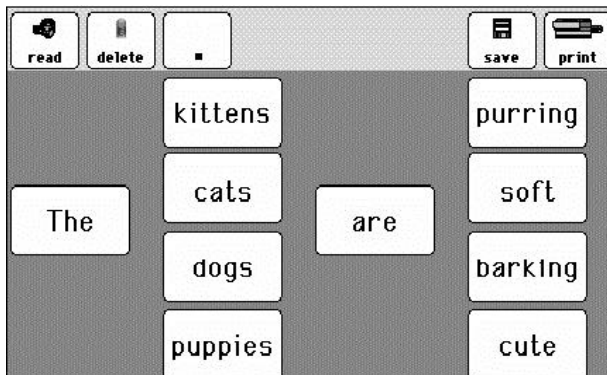 read delete . save print
kittens purring
cats soft
The are
dogs barking
puppies cute